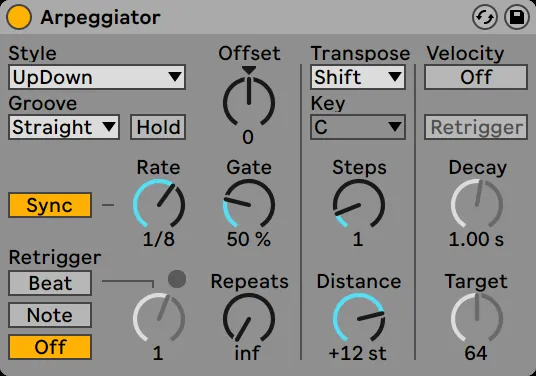 Arpeggiator
Style
UpDown
Groove
Straight
Hold
Offset
0
Transpose
Shift
Key
C
Velocity
Off
Retrigger
Sync
Rate
1/8
Gate
50 %
Steps
1
Decay
1.00 s
Retrigger
Beat
Note
Off
1
Repeats
inf
Distance
+12 st
Target
64